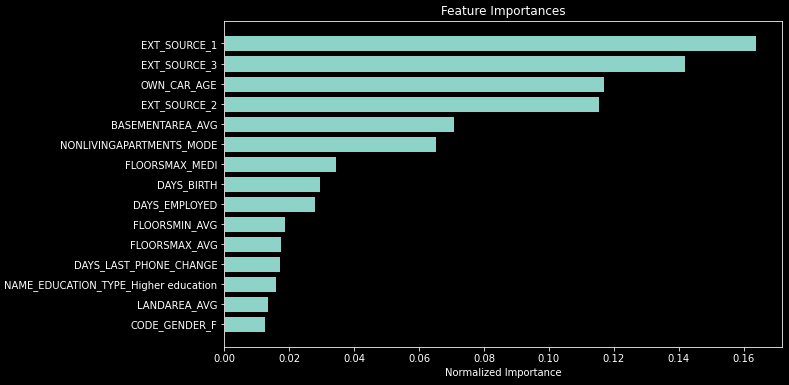 Feature Importances
EXT_SOURCE_1
EXT_SOURCE_3
OWN_CAR_AGE
EXT_SOURCE_2
BASEMENTAREA_AVG
NONLIVINGAPARTMENTS_MODE
FLOORSMAX_MEDI
DAYS_BIRTH
DAYS_EMPLOYED
FLOORSMIN_AVG
FLOORSMAX_AVG
DAYS_LAST_PHONE_CHANGE
NAME_EDUCATION_TYPE_Higher education
LANDAREA_AVG
CODE_GENDER_F
0.00 0.02 0.04 0.06 0.08 0.10 0.12 0.14 0.16
Normalized Importance